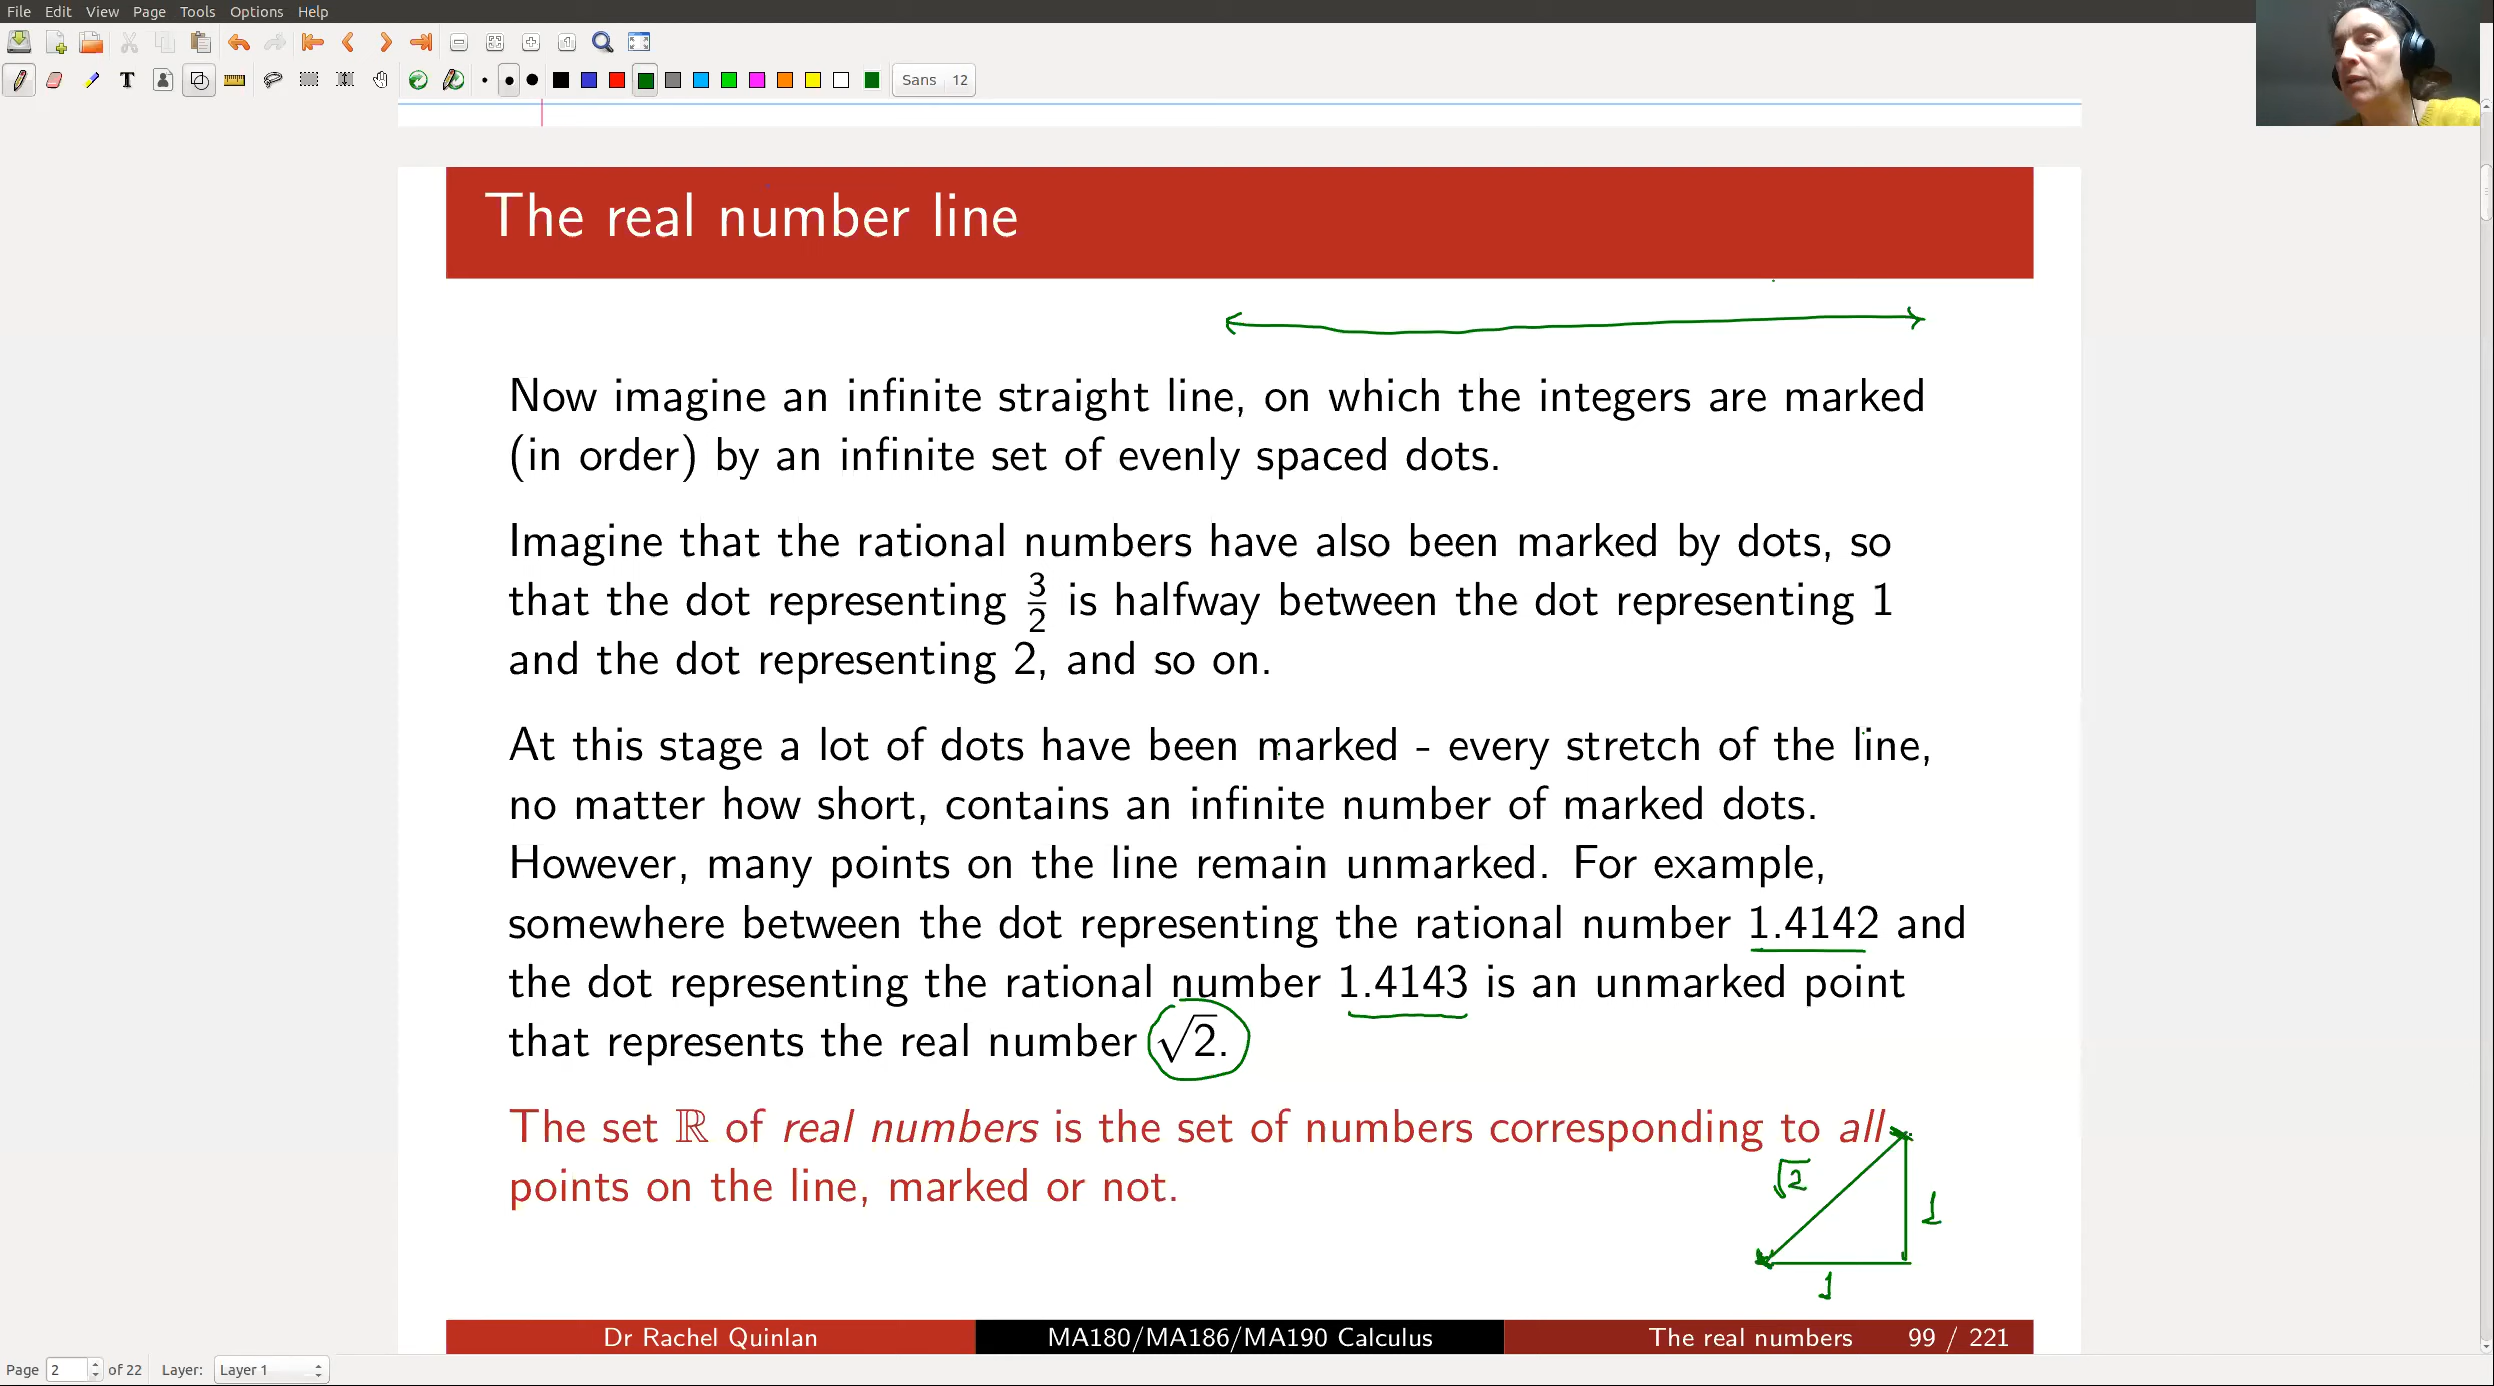 File Edit View Page Tools Options Help
T Sans 12
The real number line
Now imagine an infinite straight line, on which the integers are marked
(in order) by an infinite set of evenly spaced dots.
Imagine that the rational numbers have also been marked by dots, so
that the dot representing 3/2 is halfway between the dot representing 1
and the dot representing 2, and so on.
At this stage a lot of dots have been marked - every stretch of the line,
no matter how short, contains an infinite number of marked dots.
However, many points on the line remain unmarked. For example,
somewhere between the dot representing the rational number 1.4142 and
the dot representing the rational number 1.4143 is an unmarked point
that represents the real number √2.
The set ℝ of real numbers is the set of numbers corresponding to all
points on the line, marked or not.
√2
1
1
Dr Rachel Quinlan MA180/MA186/MA190 Calculus The real numbers 99 / 221
Page 2 of 22 Layer: Layer 1